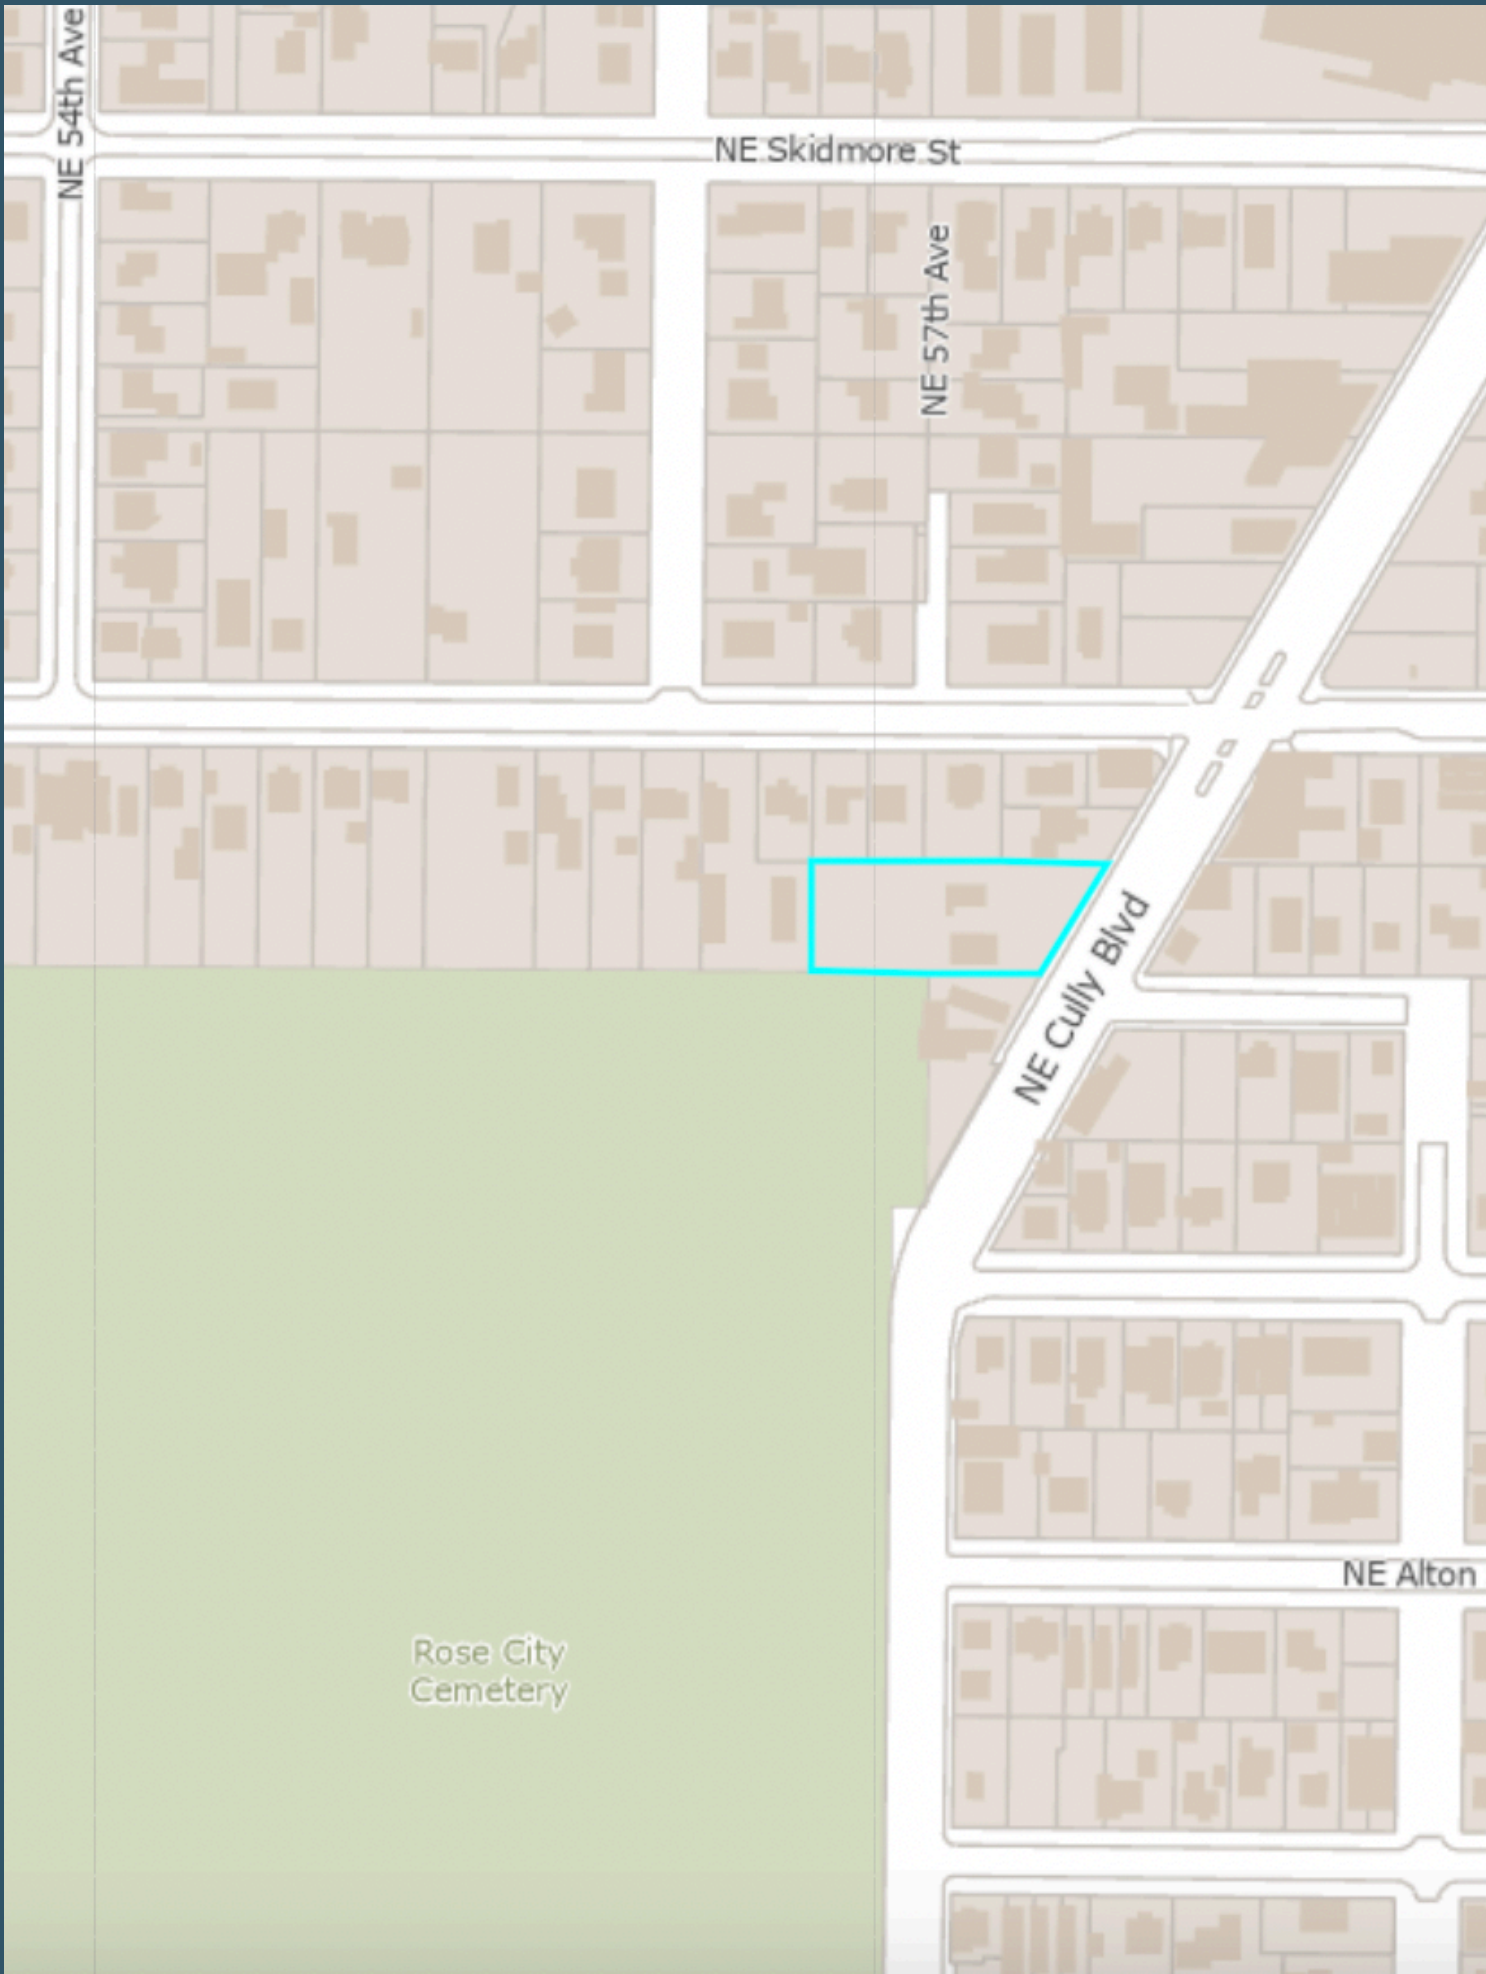 NE 54th Ave
NE Skidmore St
NE 57th Ave
NE Cully Blvd
NE Alton
Rose City
Cemetery